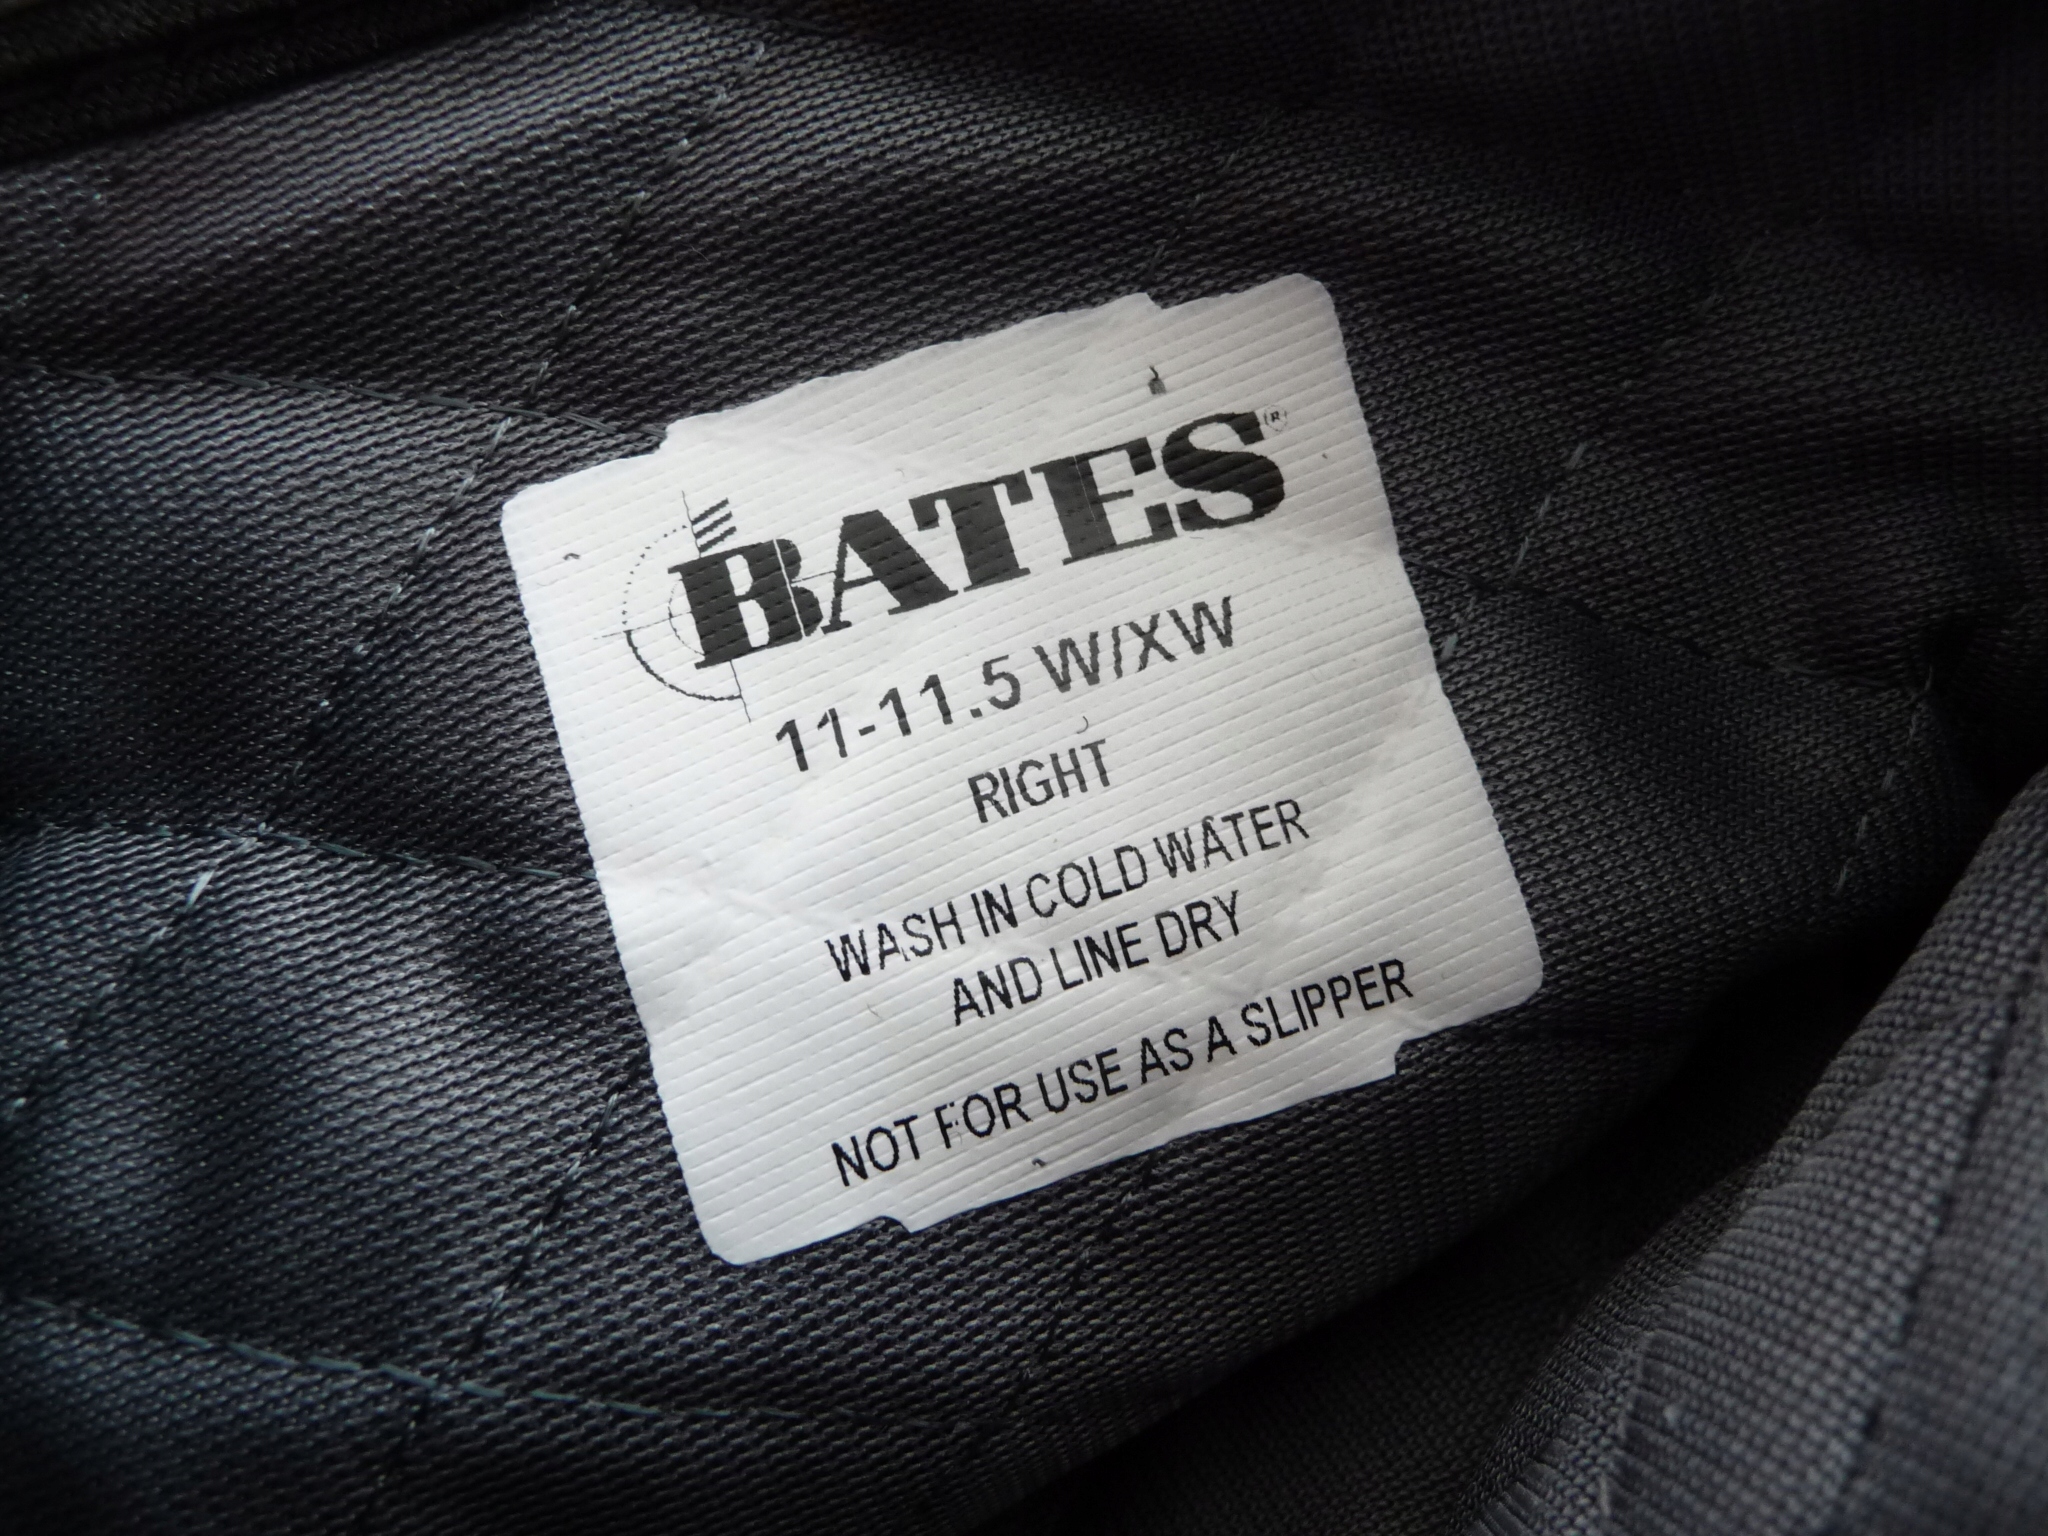 BATES®
11-11.5 W/XW
RIGHT
WASH IN COLD WATER
AND LINE DRY
NOT FOR USE AS A SLIPPER